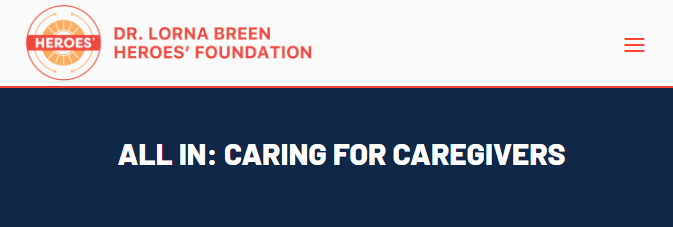 HEROES'
DR. LORNA BREEN
HEROES' FOUNDATION
ALL IN: CARING FOR CAREGIVERS